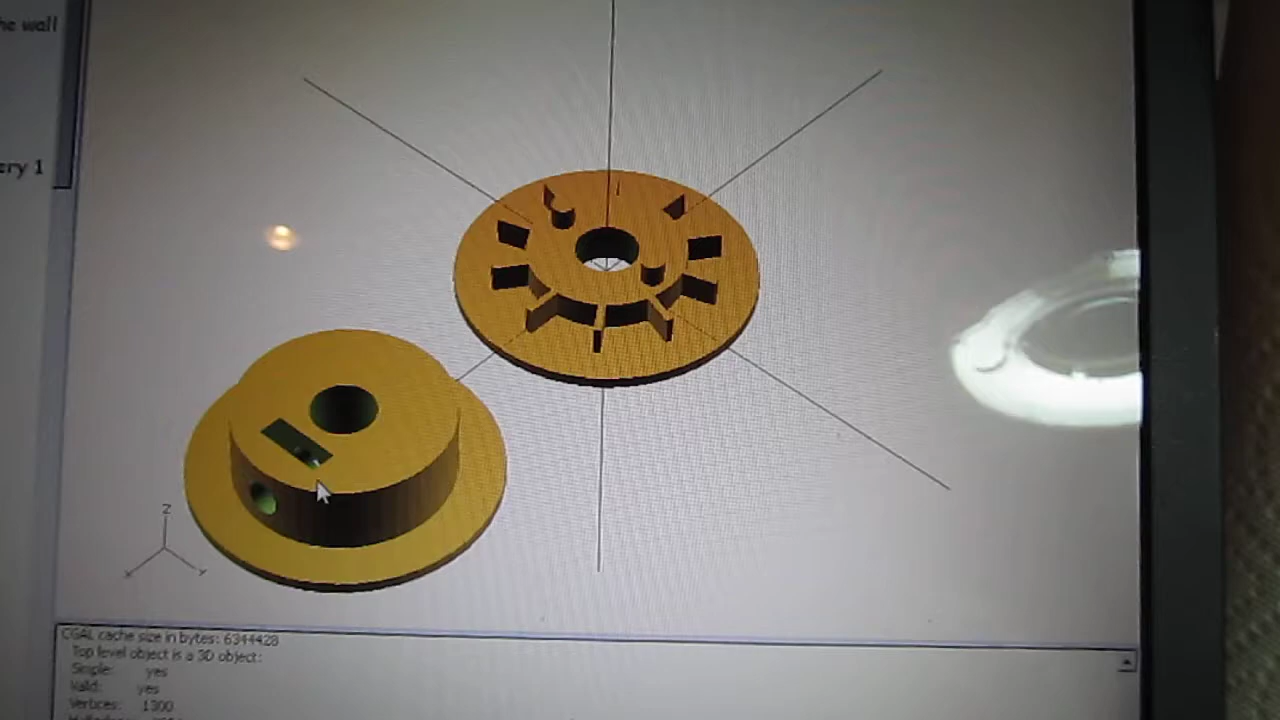 he wall
ery 1
Z
CGAL cache size in bytes: 6344428
Top level object is a 3D object:
Simple: yes
Valid: yes
Vertices: 1300